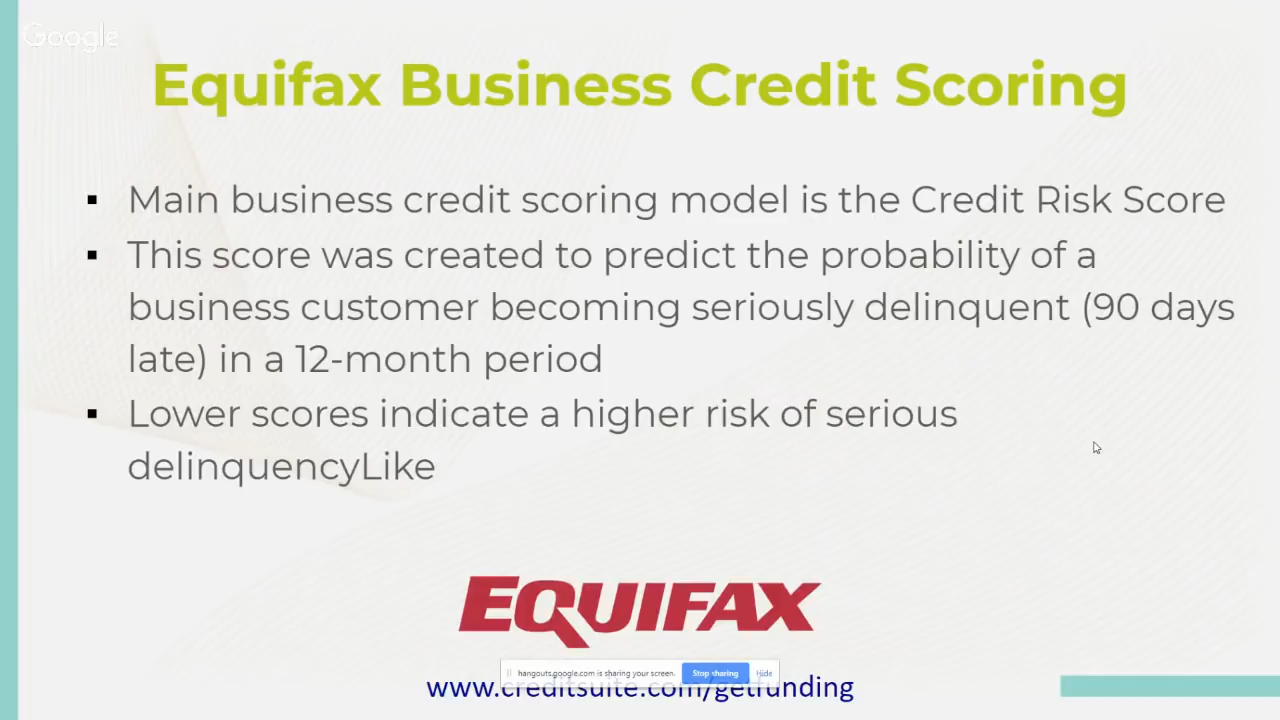 Google
Equifax Business Credit Scoring
▪ Main business credit scoring model is the Credit Risk Score
▪ This score was created to predict the probability of a
business customer becoming seriously delinquent (90 days
late) in a 12-month period
▪ Lower scores indicate a higher risk of serious
delinquencyLike
EQUIFAX
hangouts.google.com is sharing your screen. Stop sharing Hide
www.creditsuite.com/getfunding